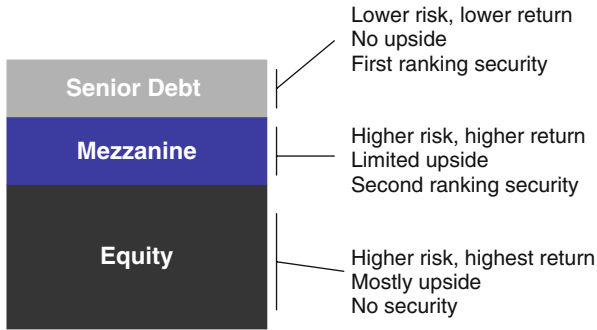 Lower risk, lower return
No upside
First ranking security
Senior Debt
Higher risk, higher return
Limited upside
Second ranking security
Mezzanine
Higher risk, highest return
Mostly upside
No security
Equity